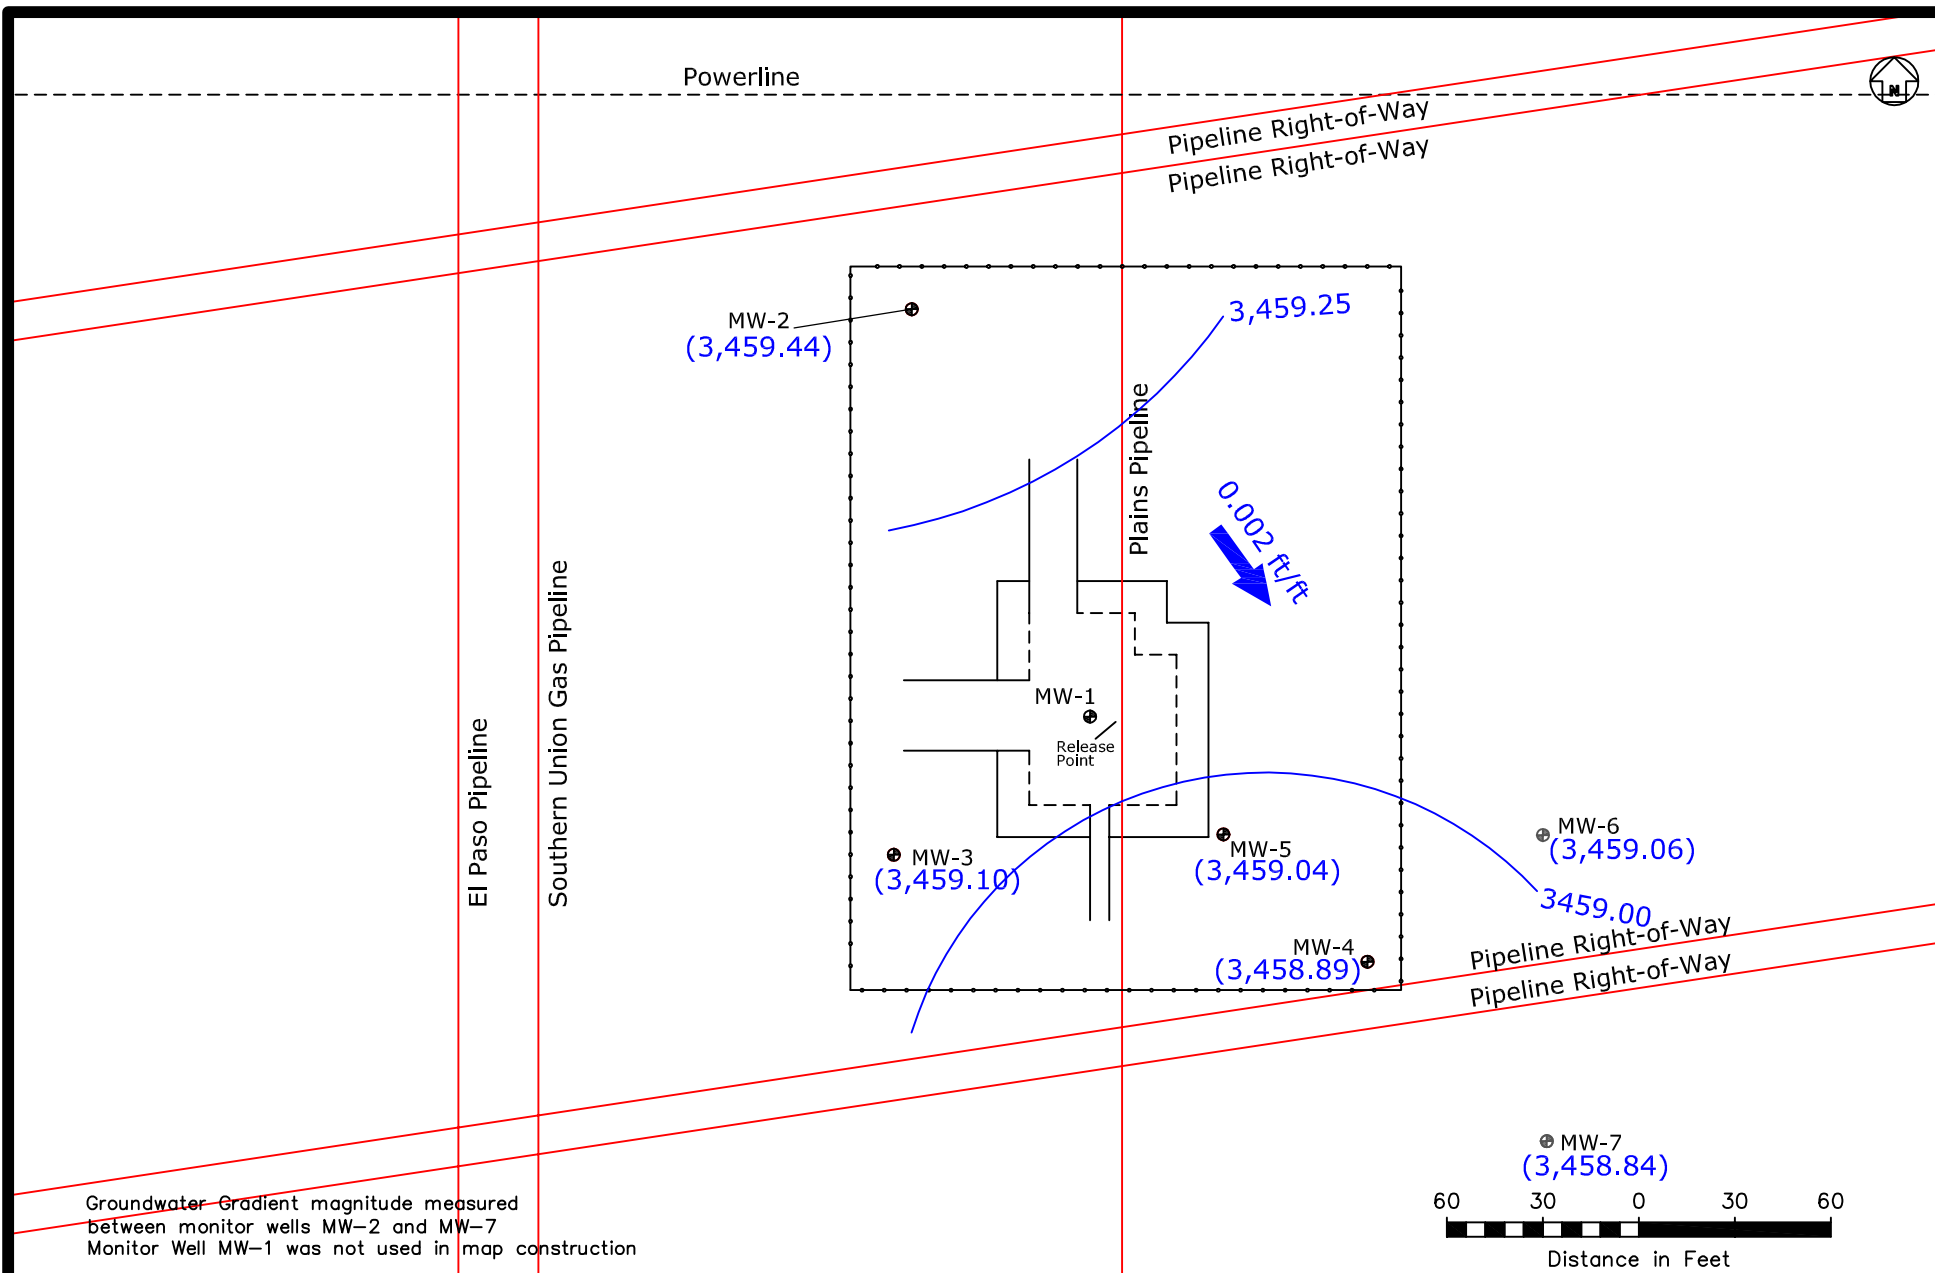 Powerline
N
Pipeline Right-of-Way
Pipeline Right-of-Way
MW-2
(3,459.44)
3,459.25
Plains Pipeline
0.002 ft/ft
El Paso Pipeline
Southern Union Gas Pipeline
MW-1
Release
Point
MW-3
(3,459.10)
MW-5
(3,459.04)
MW-6
(3,459.06)
3459.00
MW-4
(3,458.89)
Pipeline Right-of-Way
Pipeline Right-of-Way
MW-7
(3,458.84)
Groundwater Gradient magnitude measured
between monitor wells MW-2 and MW-7
Monitor Well MW-1 was not used in map construction
60 30 0 30 60
Distance in Feet